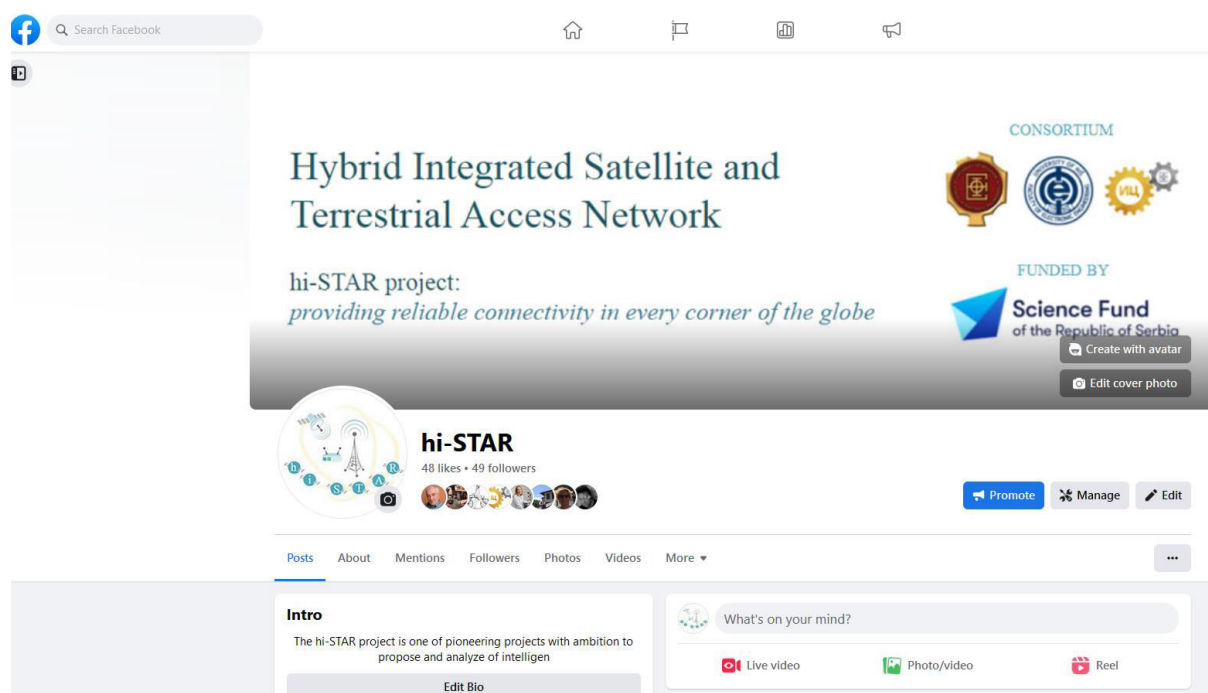 Search Facebook
CONSORTIUM
Hybrid Integrated Satellite and
Terrestrial Access Network
ИЦ
hi-STAR project:
providing reliable connectivity in every corner of the globe
FUNDED BY
Science Fund
of the Republic of Serbia
Create with avatar
Edit cover photo
h i S T A R
hi-STAR
48 likes • 49 followers
Promote
Manage
Edit
Posts
About
Mentions
Followers
Photos
Videos
More
Intro
The hi-STAR project is one of pioneering projects with ambition to
propose and analyze of intelligen
Edit Bio
What's on your mind?
Live video
Photo/video
Reel